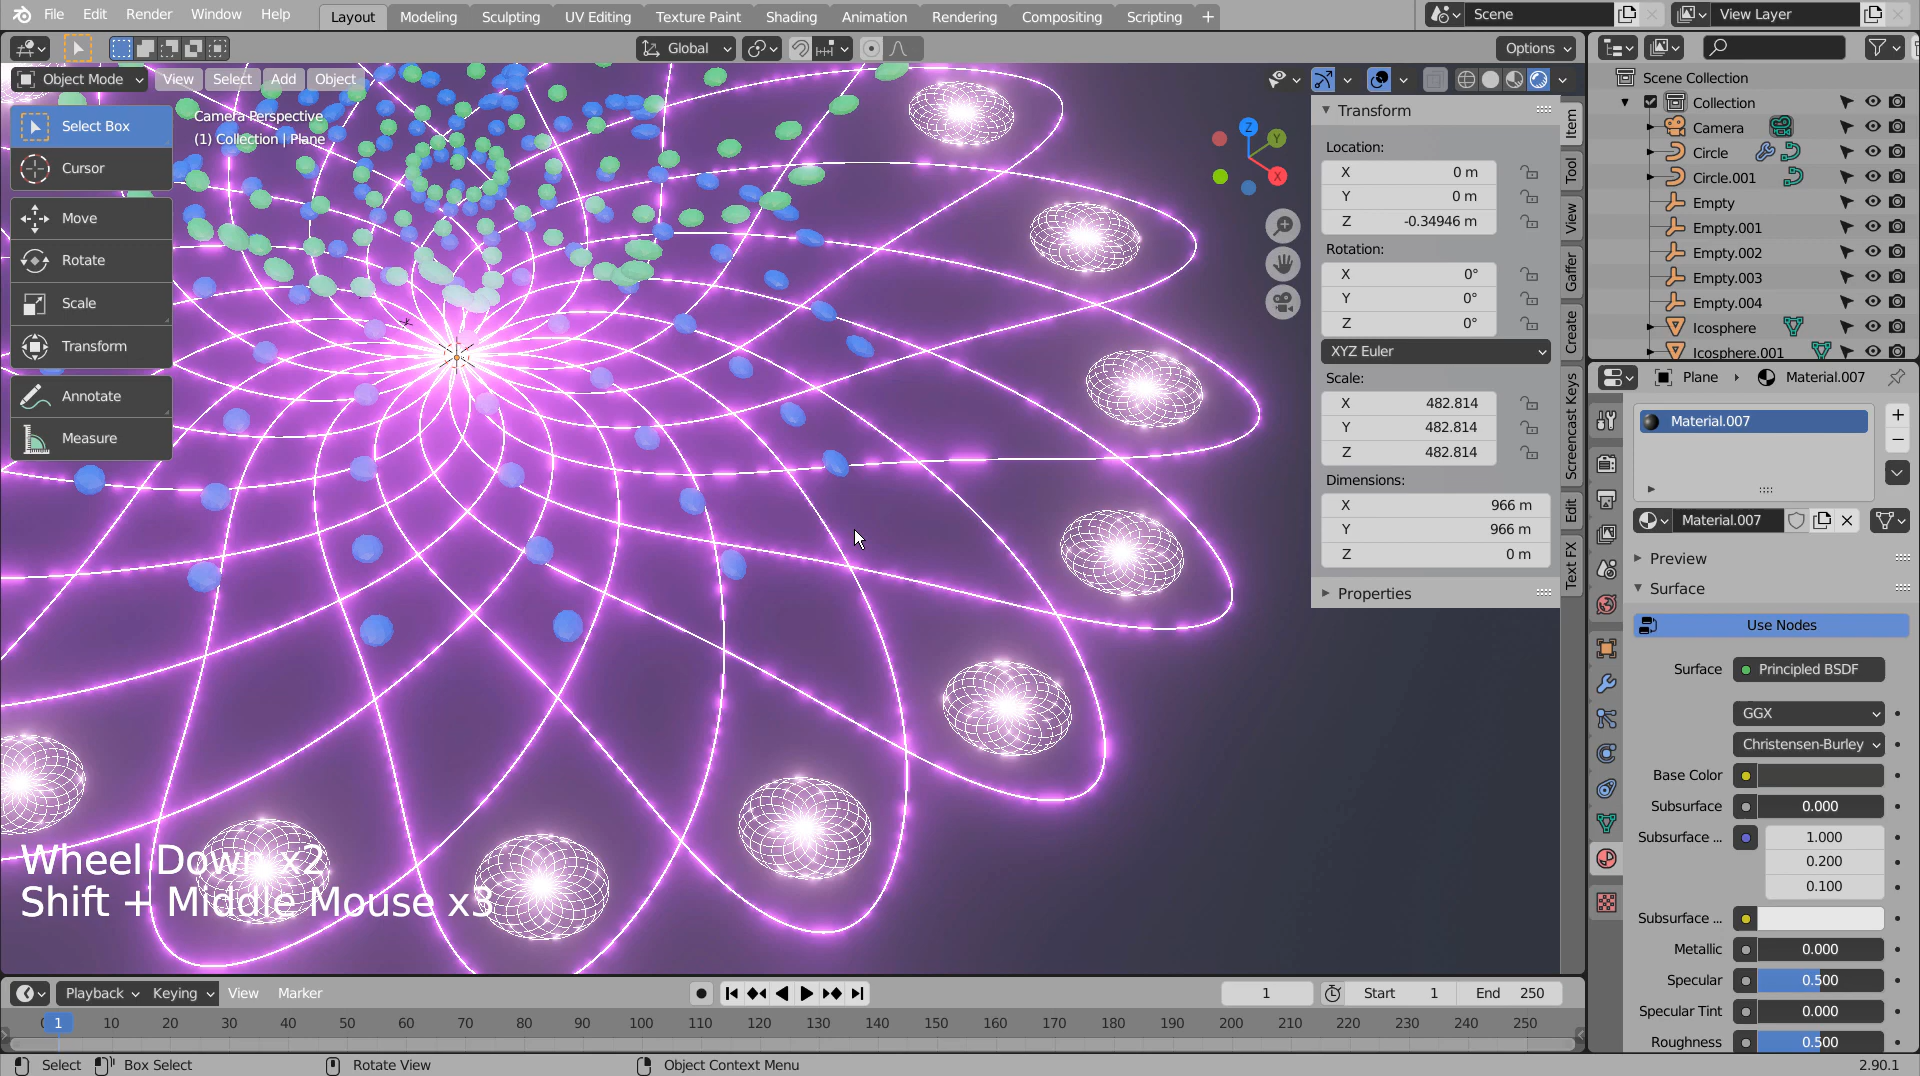 File Edit Render Window Help
Layout Modeling Sculpting UV Editing Texture Paint Shading Animation Rendering Compositing Scripting +
Scene
View Layer
Global
Options
Object Mode View Select Add Object
Camera Perspective
(1) Collection | Plane
Select Box
Cursor
Move
Rotate
Scale
Transform
Annotate
Measure
Z
Y
X
Transform
Location:
X 0 m
Y 0 m
Z -0.34946 m
Rotation:
X 0°
Y 0°
Z 0°
XYZ Euler
Scale:
X 482.814
Y 482.814
Z 482.814
Dimensions:
X 966 m
Y 966 m
Z 0 m
Properties
Item
Tool
View
Gaffer
Create
Screencast Keys
Edit
Text FX
Scene Collection
Collection
Camera
Circle
Circle.001
Empty
Empty.001
Empty.002
Empty.003
Empty.004
Icosphere
Icosphere.001
Plane Material.007
Material.007
Material.007
Preview
Surface
Use Nodes
Surface Principled BSDF
GGX
Christensen-Burley
Base Color
Subsurface 0.000
Subsurface ... 1.000
0.200
0.100
Subsurface ...
Metallic 0.000
Specular 0.500
Specular Tint 0.000
Roughness 0.500
Wheel Down x2
Shift + Middle Mouse x3
Playback Keying View Marker
1
Start 1
End 250
0 1 10 20 30 40 50 60 70 80 90 100 110 120 130 140 150 160 170 180 190 200 210 220 230 240 250
Select Box Select Rotate View Object Context Menu 2.90.1